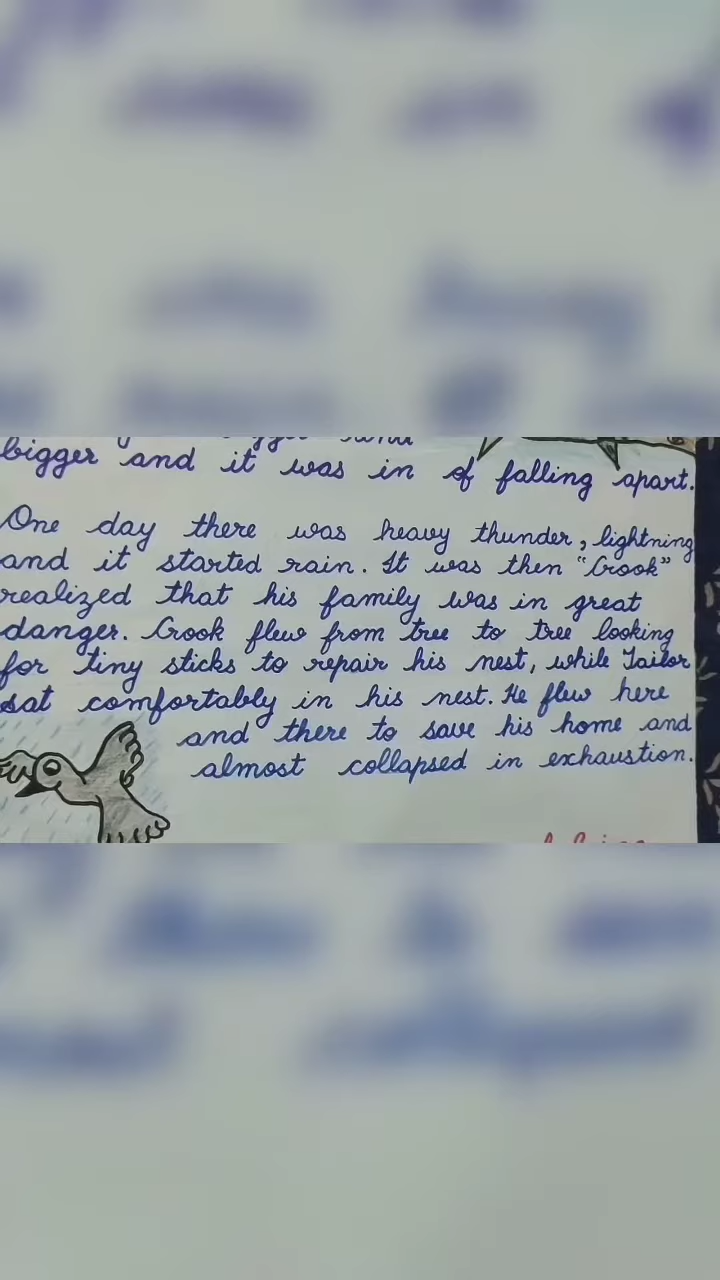 bigger and it was in of falling apart.
One day there was heavy thunder, lightning
and it started rain. It was then "Crook"
realized that his family was in great
danger. Crook flew from tree to tree looking
for tiny sticks to repair his nest, while Tailor
sat comfortably in his nest. He flew here
and there to save his home and
almost collapsed in exhaustion.